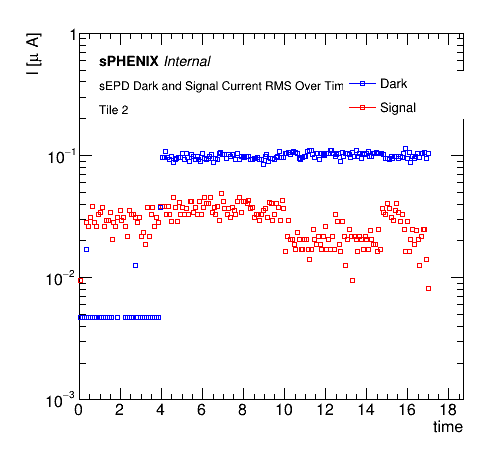 I [μ A]
1
sPHENIX Internal
sEPD Dark and Signal Current RMS Over Tim
Dark
Signal
Tile 2
10⁻¹
10⁻²
10⁻³
0 2 4 6 8 10 12 14 16 18
time